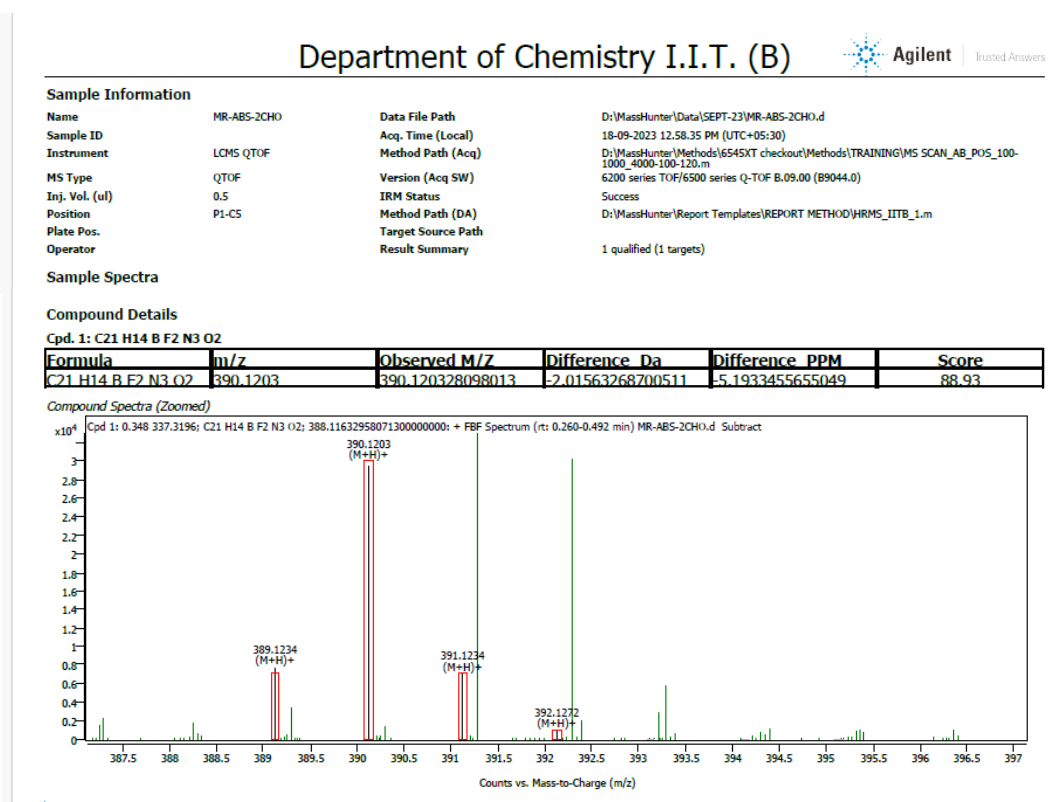 Department of Chemistry I.I.T. (B)
Agilent | Trusted Answers
Sample Information
Name MR-ABS-2CHO Data File Path D:\MassHunter\Data\SEPT-23\MR-ABS-2CHO.d
Sample ID Acq. Time (Local) 18-09-2023 12.58.35 PM (UTC+05:30)
Instrument LCMS QTOF Method Path (Acq) D:\MassHunter\Methods\6545XT checkout\Methods\TRAINING\MS SCAN_AB_POS_100-
1000_4000-100-120.m
MS Type QTOF Version (Acq SW) 6200 series TOF/6500 series Q-TOF B.09.00 (B9044.0)
Inj. Vol. (ul) 0.5 IRM Status Success
Position P1-C5 Method Path (DA) D:\MassHunter\Report Templates\REPORT METHOD\HRMS_IITB_1.m
Plate Pos. Target Source Path
Operator Result Summary 1 qualified (1 targets)
Sample Spectra
Compound Details
Cpd. 1: C21 H14 B F2 N3 O2
Formula m/z Observed M/Z Difference Da Difference PPM Score
C21 H14 B F2 N3 O2 390.1203 390.120328098013 -2.01563268700511 -5.1933455655049 88.93
Compound Spectra (Zoomed)
x10⁴ Cpd 1: 0.348 337.3196; C21 H14 B F2 N3 O2; 388.11632958071300000000: + FBF Spectrum (rt: 0.260-0.492 min) MR-ABS-2CHO.d Subtract
390.1203
(M+H)+
3
2.8
2.6
2.4
2.2
2
1.8
1.6
1.4
1.2
1
389.1234
(M+H)+
391.1234
(M+H)+
0.8
0.6
0.4
392.1272
(M+H)+
0.2
0
387.5 388 388.5 389 389.5 390 390.5 391 391.5 392 392.5 393 393.5 394 394.5 395 395.5 396 396.5 397
Counts vs. Mass-to-Charge (m/z)